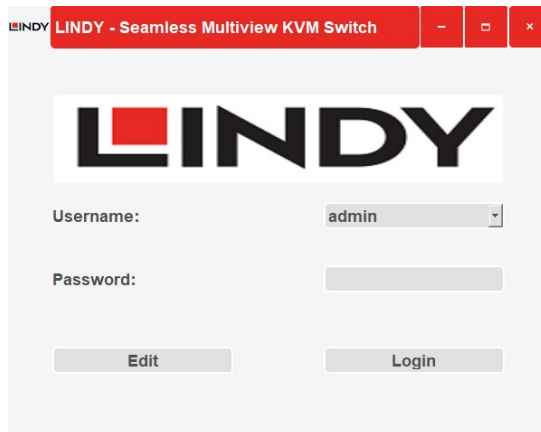 LINDY LINDY - Seamless Multiview KVM Switch
LINDY
Username: admin
Password:
Edit Login